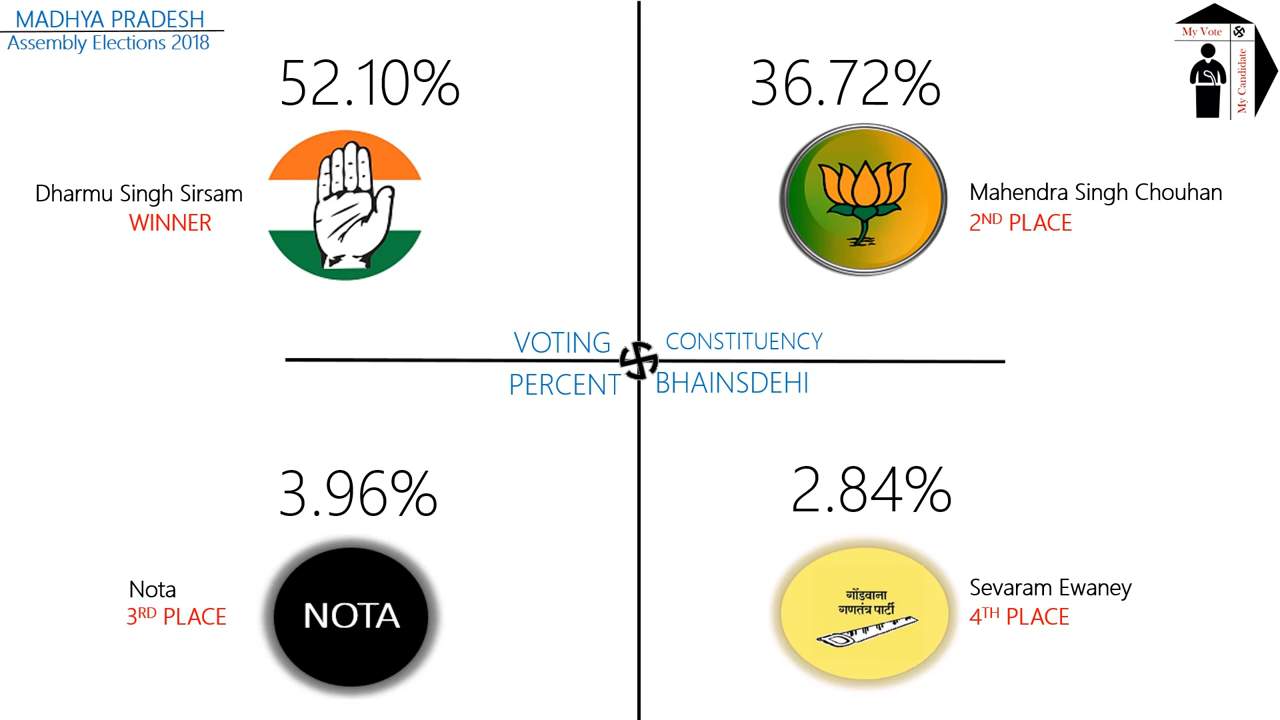 MADHYA PRADESH
Assembly Elections 2018
My Vote
My Candidate
52.10%
Dharmu Singh Sirsam
WINNER
36.72%
Mahendra Singh Chouhan
2ND PLACE
VOTING
PERCENT
CONSTITUENCY
BHAINSDEHI
3.96%
Nota
3RD PLACE
NOTA
2.84%
गोंडवाना
गणतंत्र पार्टी
Sevaram Ewaney
4TH PLACE